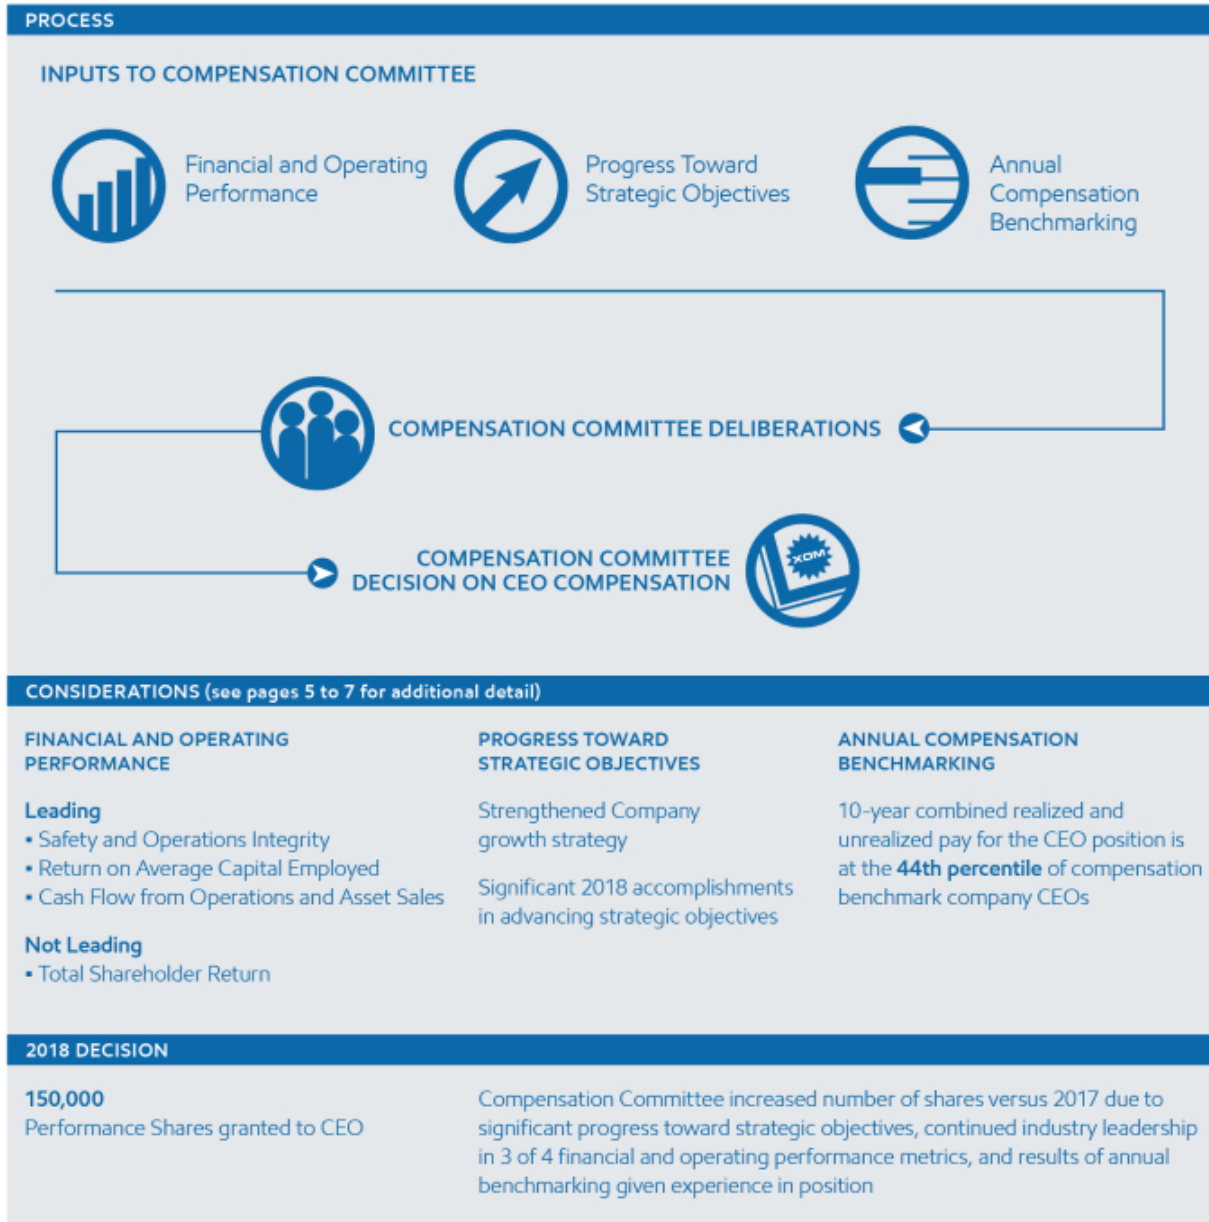 PROCESS
INPUTS TO COMPENSATION COMMITTEE
Financial and Operating
Performance
Progress Toward
Strategic Objectives
Annual
Compensation
Benchmarking
COMPENSATION COMMITTEE DELIBERATIONS
COMPENSATION COMMITTEE
DECISION ON CEO COMPENSATION
XOM
CONSIDERATIONS (see pages 5 to 7 for additional detail)
FINANCIAL AND OPERATING
PERFORMANCE
Leading
▪ Safety and Operations Integrity
▪ Return on Average Capital Employed
▪ Cash Flow from Operations and Asset Sales
Not Leading
▪ Total Shareholder Return
PROGRESS TOWARD
STRATEGIC OBJECTIVES
Strengthened Company
growth strategy
Significant 2018 accomplishments
in advancing strategic objectives
ANNUAL COMPENSATION
BENCHMARKING
10-year combined realized and
unrealized pay for the CEO position is
at the 44th percentile of compensation
benchmark company CEOs
2018 DECISION
150,000
Performance Shares granted to CEO
Compensation Committee increased number of shares versus 2017 due to
significant progress toward strategic objectives, continued industry leadership
in 3 of 4 financial and operating performance metrics, and results of annual
benchmarking given experience in position